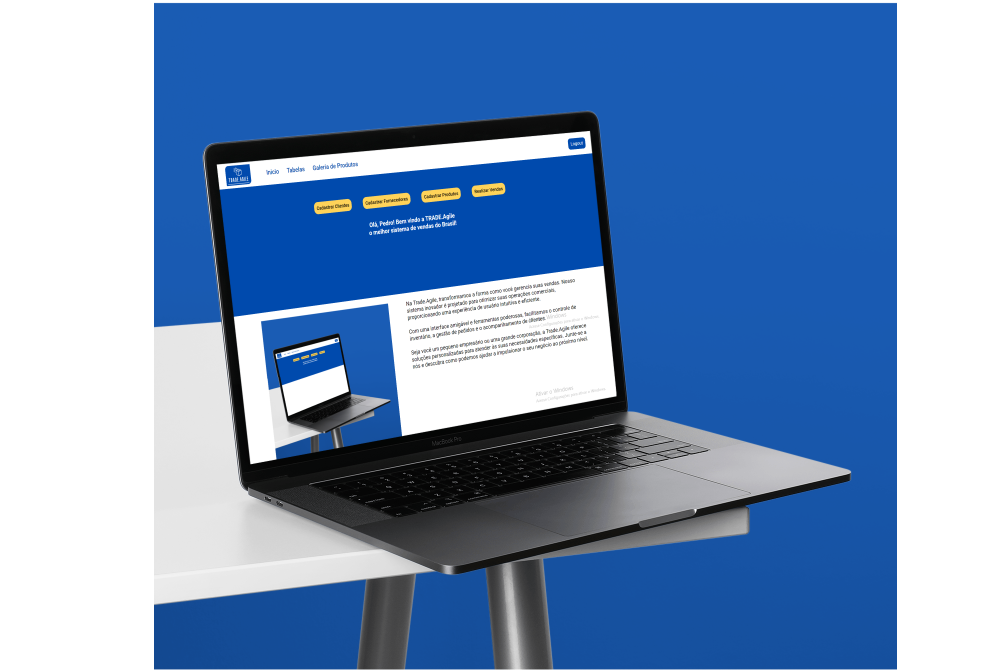 TRADE.AGILE
Início Tabelas Galeria de Produtos
Logout
Cadastrar Clientes Cadastrar Fornecedores Cadastrar Produtos Realizar Vendas
Olá, Pedro! Bem vindo a TRADE.Agile
o melhor sistema de vendas do Brasil!
Na Trade.Agile, transformamos a forma como você gerencia suas vendas. Nosso
sistema inovador é projetado para otimizar suas operações comerciais,
proporcionando uma experiência de usuário intuitiva e eficiente.
Com uma interface amigável e ferramentas poderosas, facilitamos o controle de
inventário, a gestão de pedidos e o acompanhamento de clientes.
Seja você um pequeno empresário ou uma grande corporação, a Trade.Agile oferece
soluções personalizadas para atender às suas necessidades específicas. Junte-se a
nós e descubra como podemos ajudar a impulsionar o seu negócio ao próximo nível.
Ativar o Windows
MacBook Pro